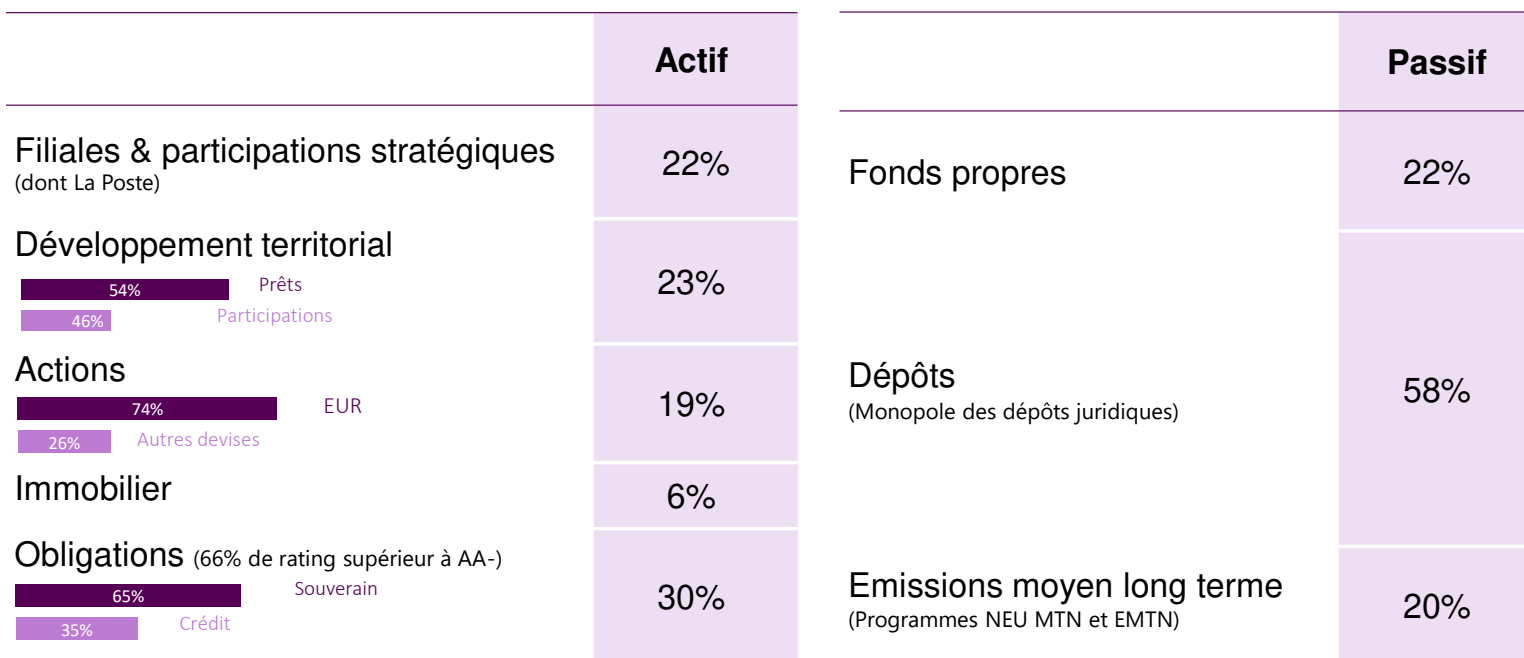 Actif
Filiales & participations stratégiques
(dont La Poste)
22%
Développement territorial
54%
Prêts
46%
Participations
23%
Actions
74%
EUR
26%
Autres devises
19%
Immobilier
6%
Obligations (66% de rating supérieur à AA-)
65%
Souverain
35%
Crédit
30%
Passif
Fonds propres
22%
Dépôts
(Monopole des dépôts juridiques)
58%
Emissions moyen long terme
(Programmes NEU MTN et EMTN)
20%